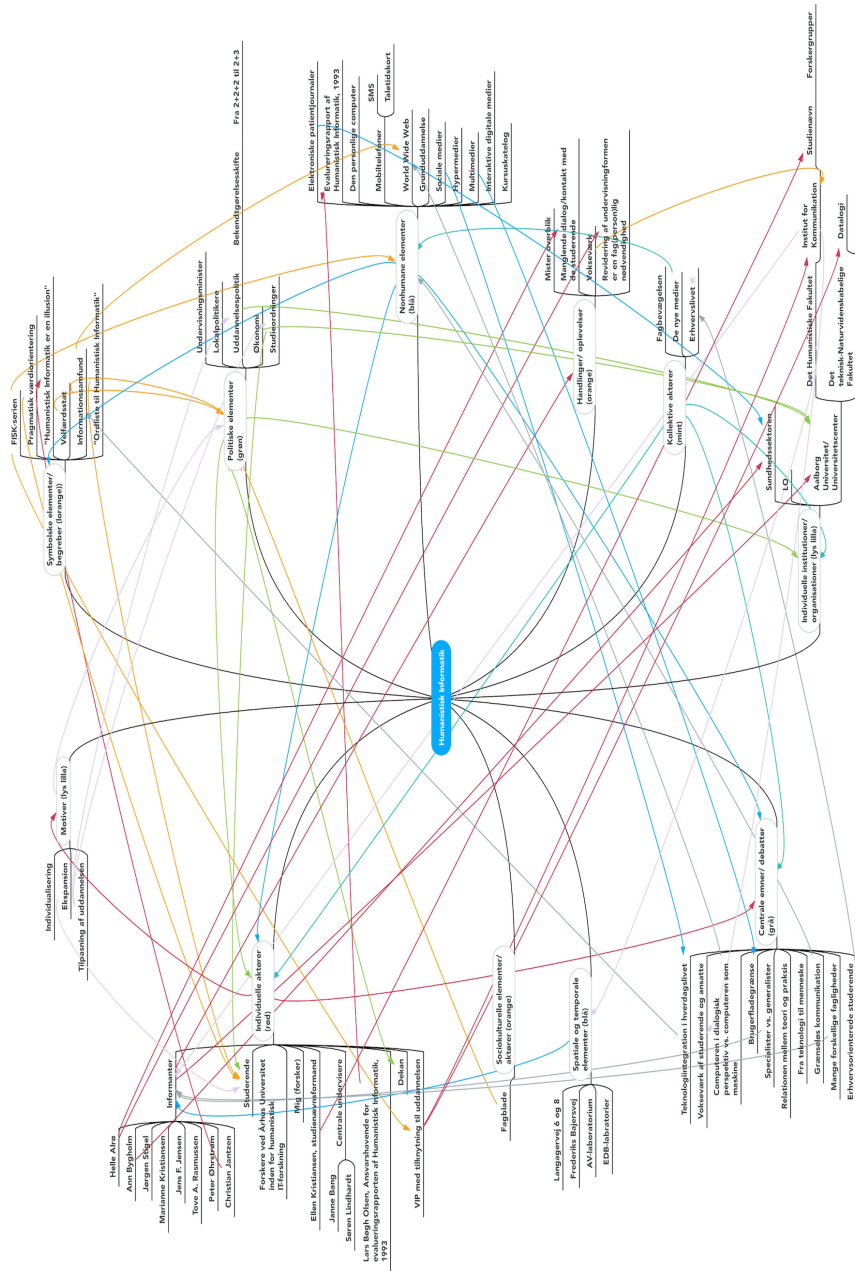 Humanistisk Informatik
Motiver (lys lilla)
Individualisering
Ekspansion
Tilpasning af uddannelsen
Individuelle aktører
(rød)
Informanter
Helle Alrø
Ann Bygholm
Jørgen Stigel
Marianne Kristiansen
Jens F. Jensen
Tove A. Rasmussen
Peter Øhrstrøm
Christian Jantzen
Studerende
Forskere ved Århus Universitet
inden for humanistisk
IT-forskning
Mig (forsker)
Ellen Kristiansen, studienævnsformand
Centrale undervisere
Janne Bang
Søren Lindhardt
Lars Bøgh Olsen, Ansvarshavende for
evalueringsrapporten af Humanistisk Informatik,
1993
Dekan
VIP med tilknytning til uddannelsen
Sociokulturelle elementer/
aktører (orange)
Fagblade
Spatiale og temporale
elementer (blå)
Langagervej 6 og 8
Frederiks Bajersvej
AV-laboratorium
EDB-labratorier
Centrale emner/ debatter
(grå)
Teknologiintegration i hverdagslivet
Vokseværk af studerende og ansatte
Computeren i dialogisk
perspektiv vs. computeren som
maskine
Brugerfladegrænse
Specialister vs. generalister
Relationen mellem teori og praksis
Fra teknologi til menneske
Grænseløs kommunikation
Mange forskellige fagligheder
Erhvervsorienterede studerende
Symbolske elementer/
begreber (lorange))
FISK-serien
Pragmatisk værdiorientering
"Humanistisk Informatik er en illusion"
Velfærdsstat
Informationssamfund
"Ordliste til Humanistisk Informatik"
Politiske elementer
(grøn)
Undervisningsminister
Lokalpolitikere
Uddannelsespolitik
Bekendtgørelsesskifte
Fra 2+2+2 til 2+3
Økonomi
Studieordninger
Nonhumane elementer
(blå)
Elektroniske patientjournaler
Evalueringsrapport af
Humanistisk Informatik, 1993
Den personlige computer
Mobiltelefoner
SMS
Taletidskort
World Wide Web
Grunduddannelse
Sociale medier
Hypermedier
Multimedier
Interaktive digitale medier
Kursuskatelog
Handlinger/ oplevelser
(orange)
Mister overblik
Manglende dialog/kontakt med
de studerende
Vokseværk
Revidering af undervisningformen
er en fag(person)lig
nødvendighed
Kollektive aktører
(mint)
Fagbevægelsen
De nye medier
Erhvervslivet
Individuelle institutioner/
organisationer (lys lilla)
Sundhedssektoren
LO
Aalborg
Universitet/
Universitetscenter
Det Humanistiske Fakultet
Institut for
Kommunikation
Studienævn
Forskergrupper
Det
teknisk-Naturvidenskabelige
Fakultet
Datalogi